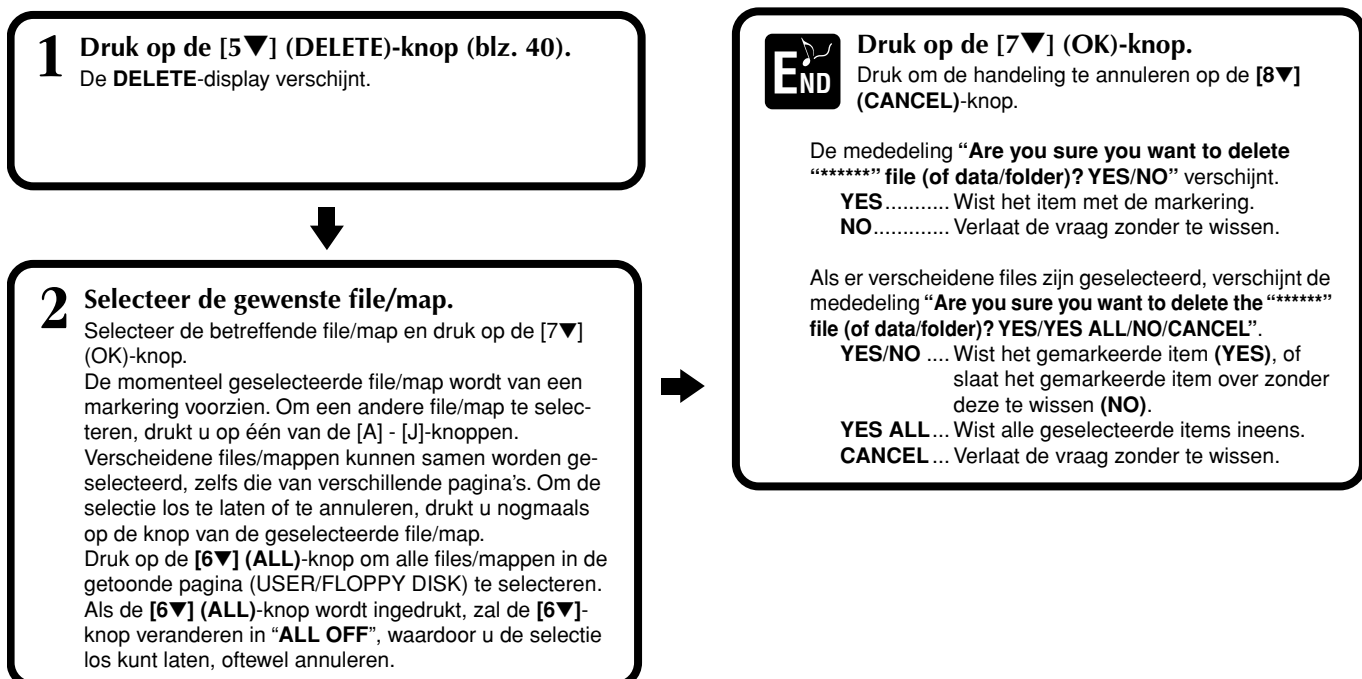 1 Druk op de [5▼] (DELETE)-knop (blz. 40).
De DELETE-display verschijnt.
2 Selecteer de gewenste file/map.
Selecteer de betreffende file/map en druk op de [7▼]
(OK)-knop.
De momenteel geselecteerde file/map wordt van een
markering voorzien. Om een andere file/map te selec-
teren, drukt u op één van de [A] - [J]-knoppen.
Verscheidene files/mappen kunnen samen worden ge-
selecteerd, zelfs die van verschillende pagina's. Om de
selectie los te laten of te annuleren, drukt u nogmaals
op de knop van de geselecteerde file/map.
Druk op de [6▼] (ALL)-knop om alle files/mappen in de
getoonde pagina (USER/FLOPPY DISK) te selecteren.
Als de [6▼] (ALL)-knop wordt ingedrukt, zal de [6▼]-
knop veranderen in “ALL OFF”, waardoor u de selectie
los kunt laten, oftewel annuleren.
END Druk op de [7▼] (OK)-knop.
Druk om de handeling te annuleren op de [8▼]
(CANCEL)-knop.
De mededeling “Are you sure you want to delete
“******” file (of data/folder)? YES/NO” verschijnt.
YES........... Wist het item met de markering.
NO............. Verlaat de vraag zonder te wissen.
Als er verscheidene files zijn geselecteerd, verschijnt de
mededeling “Are you sure you want to delete the “******”
file (of data/folder)? YES/YES ALL/NO/CANCEL”.
YES/NO .... Wist het gemarkeerde item (YES), of
slaat het gemarkeerde item over zonder
deze te wissen (NO).
YES ALL... Wist alle geselecteerde items ineens.
CANCEL... Verlaat de vraag zonder te wissen.